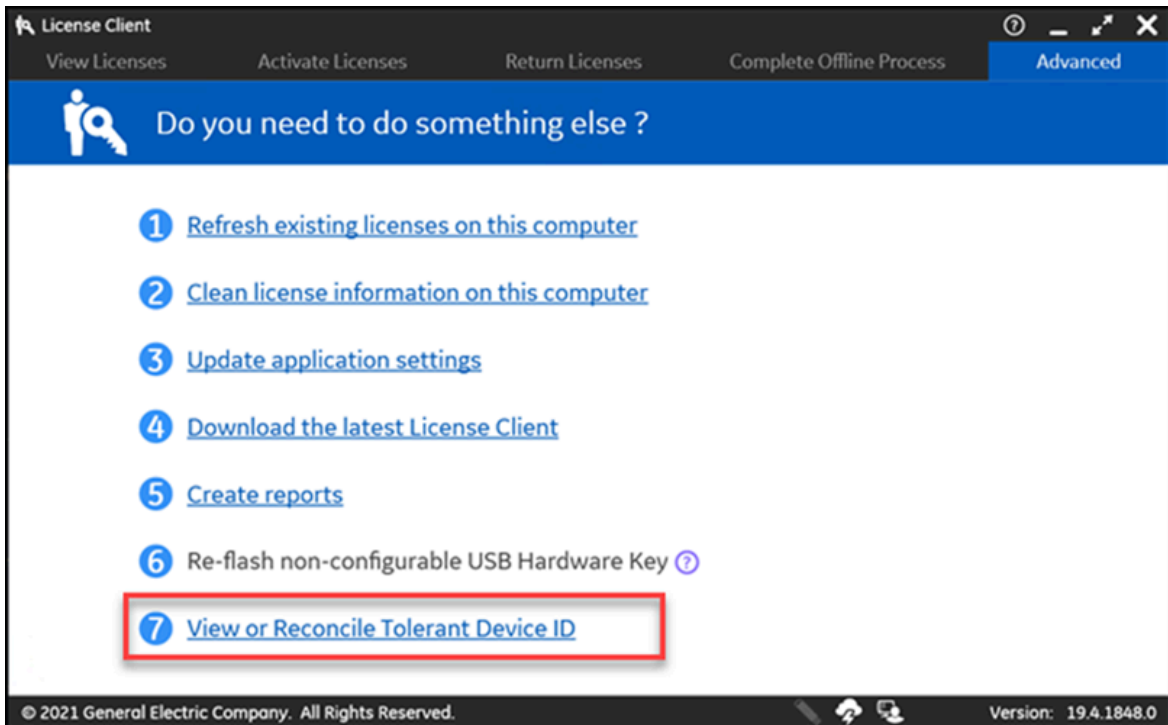 License Client
View Licenses Activate Licenses Return Licenses Complete Offline Process Advanced
Do you need to do something else ?
1 Refresh existing licenses on this computer
2 Clean license information on this computer
3 Update application settings
4 Download the latest License Client
5 Create reports
6 Re-flash non-configurable USB Hardware Key ?
7 View or Reconcile Tolerant Device ID
© 2021 General Electric Company. All Rights Reserved. Version: 19.4.1848.0